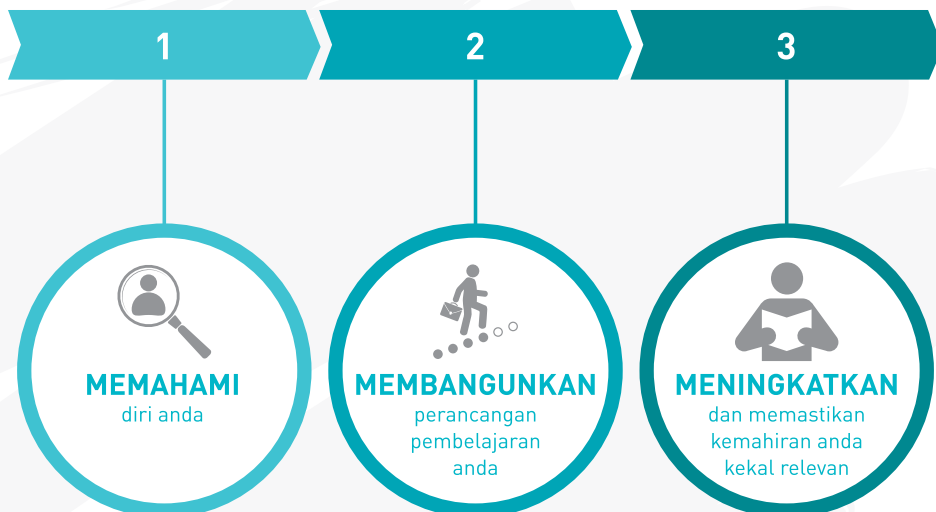 1
2
3
MEMAHAMI
diri anda
MEMBANGUNKAN
perancangan
pembelajaran
anda
MENINGKATKAN
dan memastikan
kemahiran anda
kekal relevan